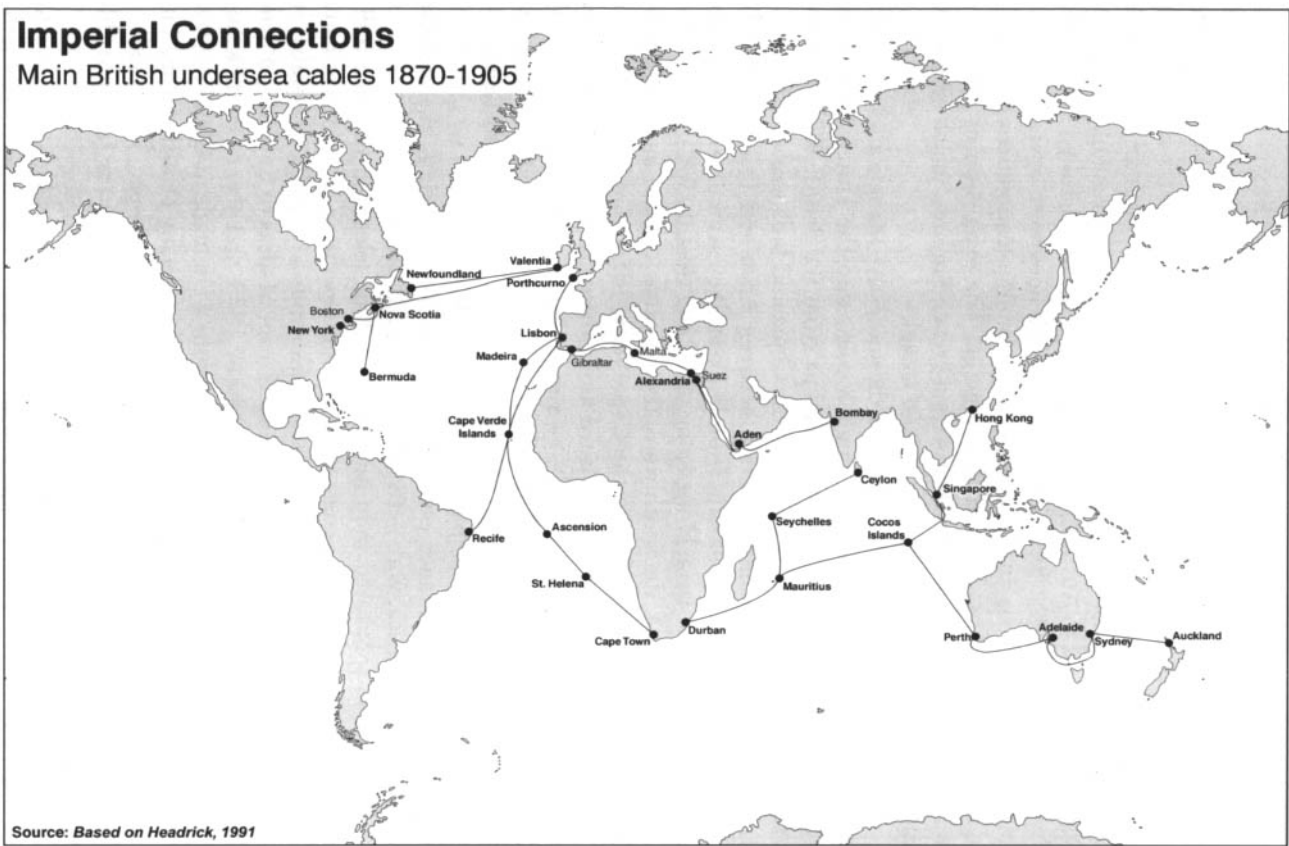 Imperial Connections
Main British undersea cables 1870-1905
Valentia
Newfoundland
Porthcurno
Boston
Nova Scotia
New York
Lisbon
Malta
Madeira
Gibraltar
Bermuda
Suez
Alexandria
Bombay
Hong Kong
Cape Verde
Islands
Aden
Ceylon
Singapore
Seychelles
Cocos
Islands
Ascension
Recife
St. Helena
Mauritius
Durban
Adelaide
Cape Town
Perth
Sydney
Auckland
Source: Based on Headrick, 1991